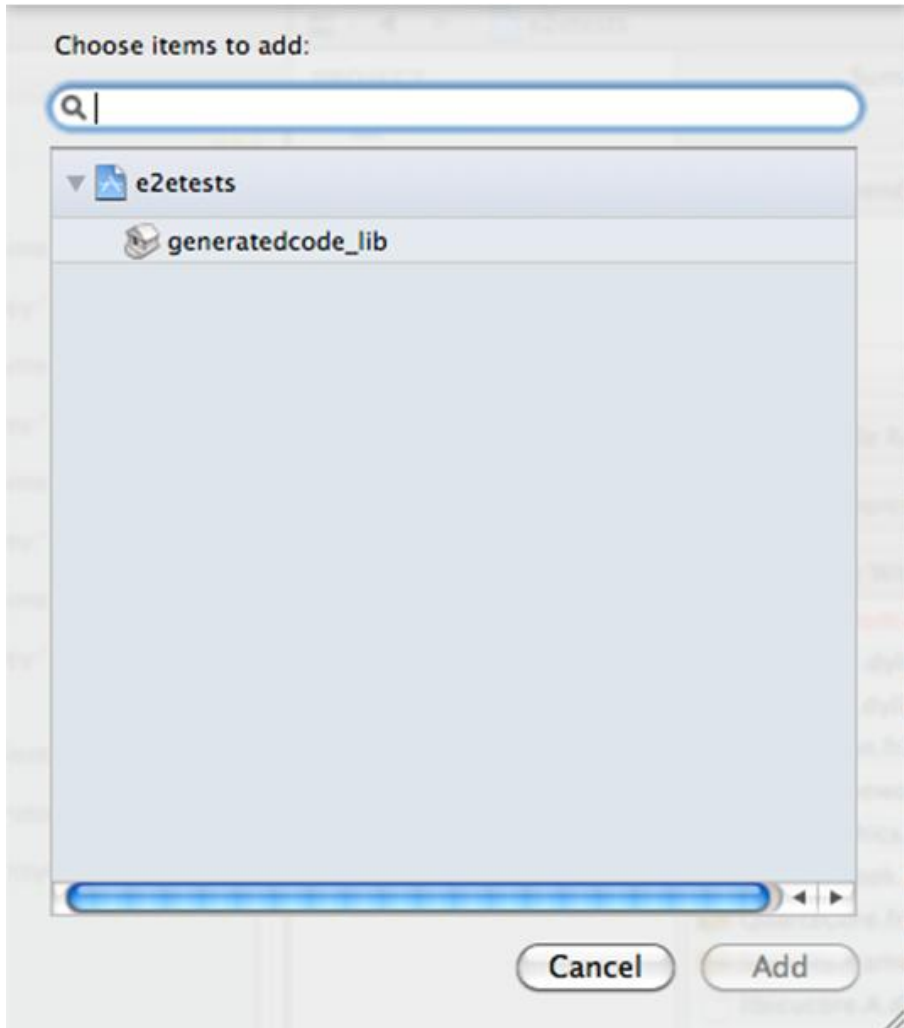 Choose items to add:
e2etests
generatedcode_lib
Cancel
Add